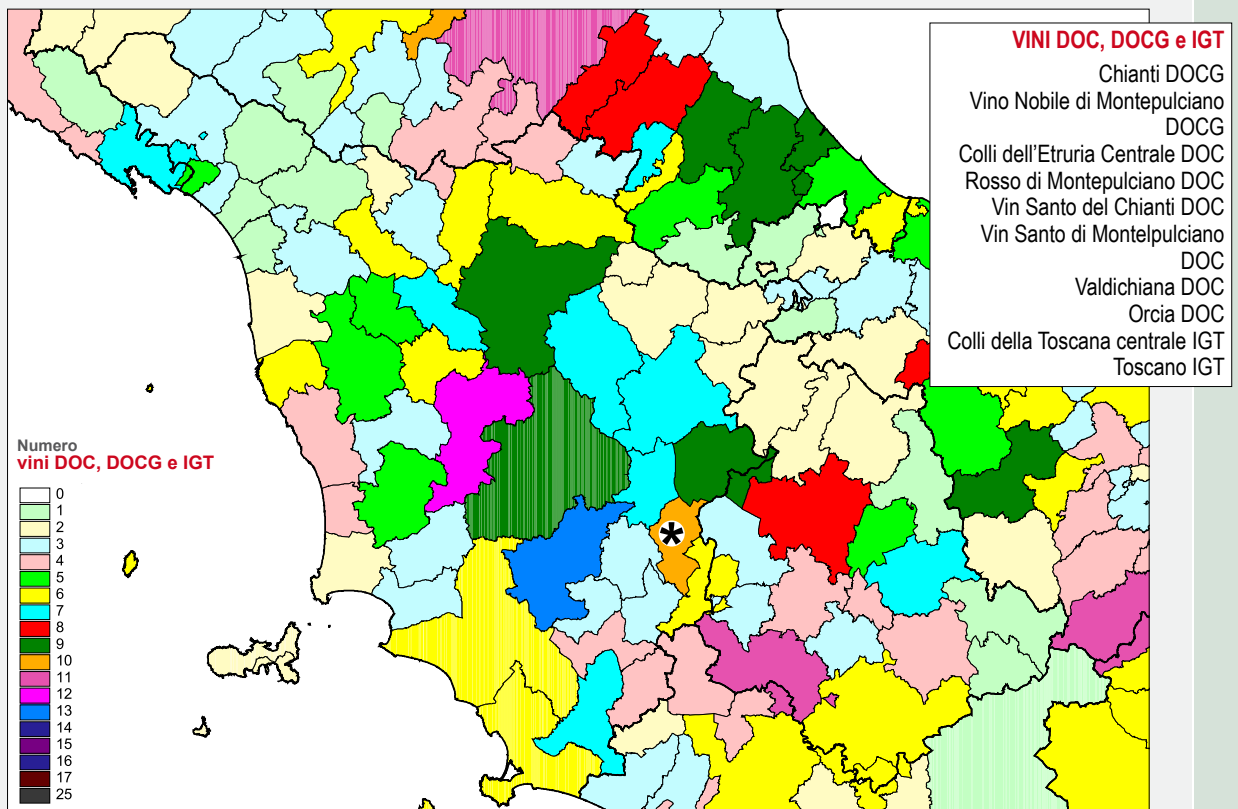 VINI DOC, DOCG e IGT
Chianti DOCG
Vino Nobile di Montepulciano
DOCG
Colli dell'Etruria Centrale DOC
Rosso di Montepulciano DOC
Vin Santo del Chianti DOC
Vin Santo di Montelpulciano
DOC
Valdichiana DOC
Orcia DOC
Colli della Toscana centrale IGT
Toscano IGT
Numero
vini DOC, DOCG e IGT
0
1
2
3
4
5
6
7
8
9
10
11
12
13
14
15
16
17
25
*